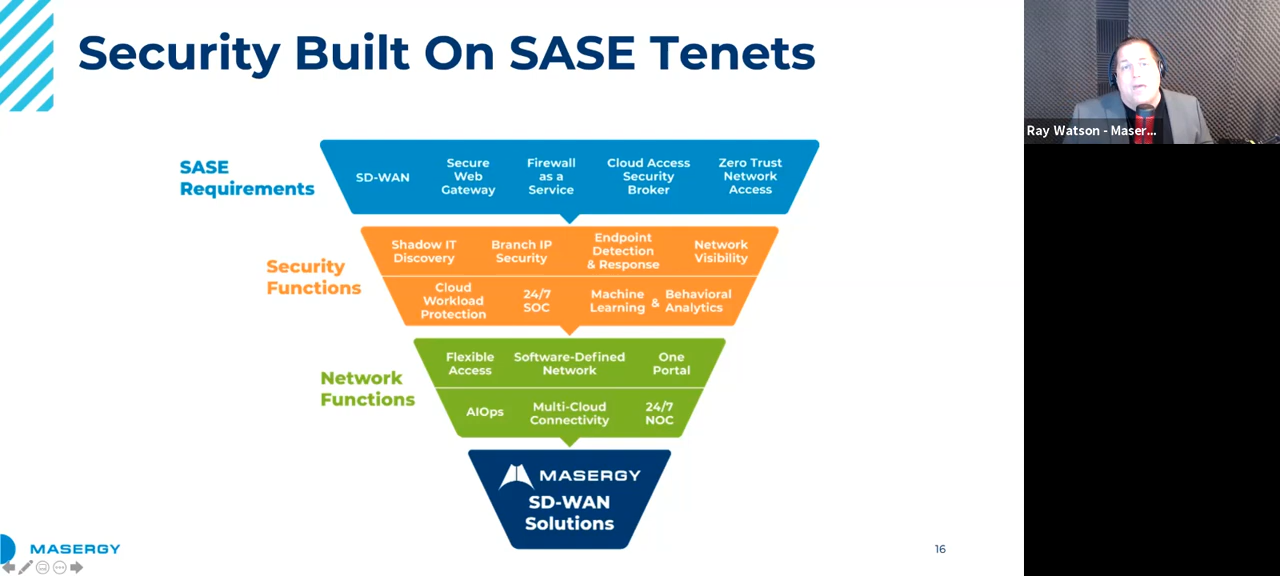 Security Built On SASE Tenets
SASE
Requirements
SD-WAN
Secure
Web
Gateway
Firewall
as a
Service
Cloud Access
Security
Broker
Zero Trust
Network
Access
Security
Functions
Shadow IT
Discovery
Branch IP
Security
Endpoint
Detection
& Response
Network
Visibility
Cloud
Workload
Protection
24/7
SOC
Machine
Learning
&
Behavioral
Analytics
Network
Functions
Flexible
Access
Software-Defined
Network
One
Portal
AIOps
Multi-Cloud
Connectivity
24/7
NOC
MASERGY
SD-WAN
Solutions
MASERGY
16
Ray Watson - Maser...